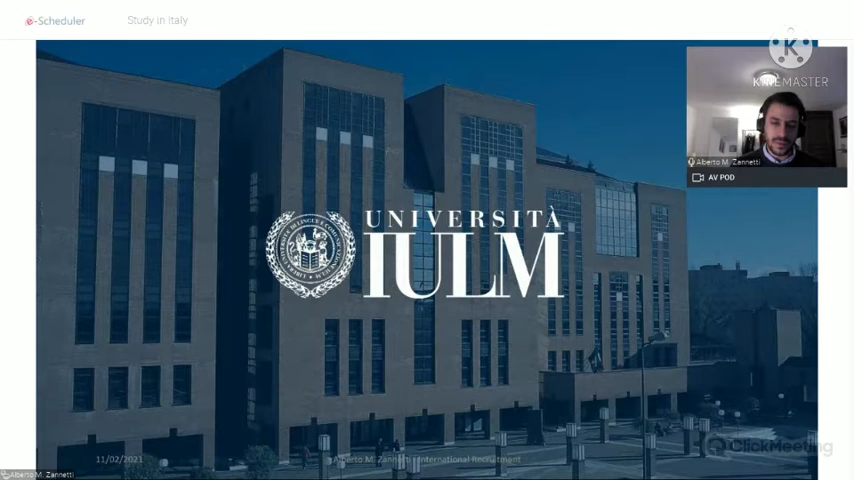 e-Scheduler
Study in Italy
K
KINEMASTER
Alberto M. Zannetti
AV POD
UNIVERSITÀ
IULM
ClickMeeting
11/02/2021
Alberto M. Zannetti International Recruitment
Alberto M. Zannetti